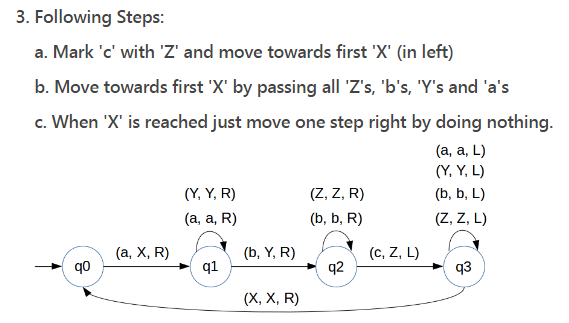 3. Following Steps:
a. Mark 'c' with 'Z' and move towards first 'X' (in left)
b. Move towards first 'X' by passing all 'Z's, 'b's, 'Y's and 'a's
c. When 'X' is reached just move one step right by doing nothing.
(a, a, L)
(Y, Y, L)
(Y, Y, R) (Z, Z, R) (b, b, L)
(a, a, R) (b, b, R) (Z, Z, L)
(a, X, R) (b, Y, R) (c, Z, L)
q0 q1 q2 q3
(X, X, R)